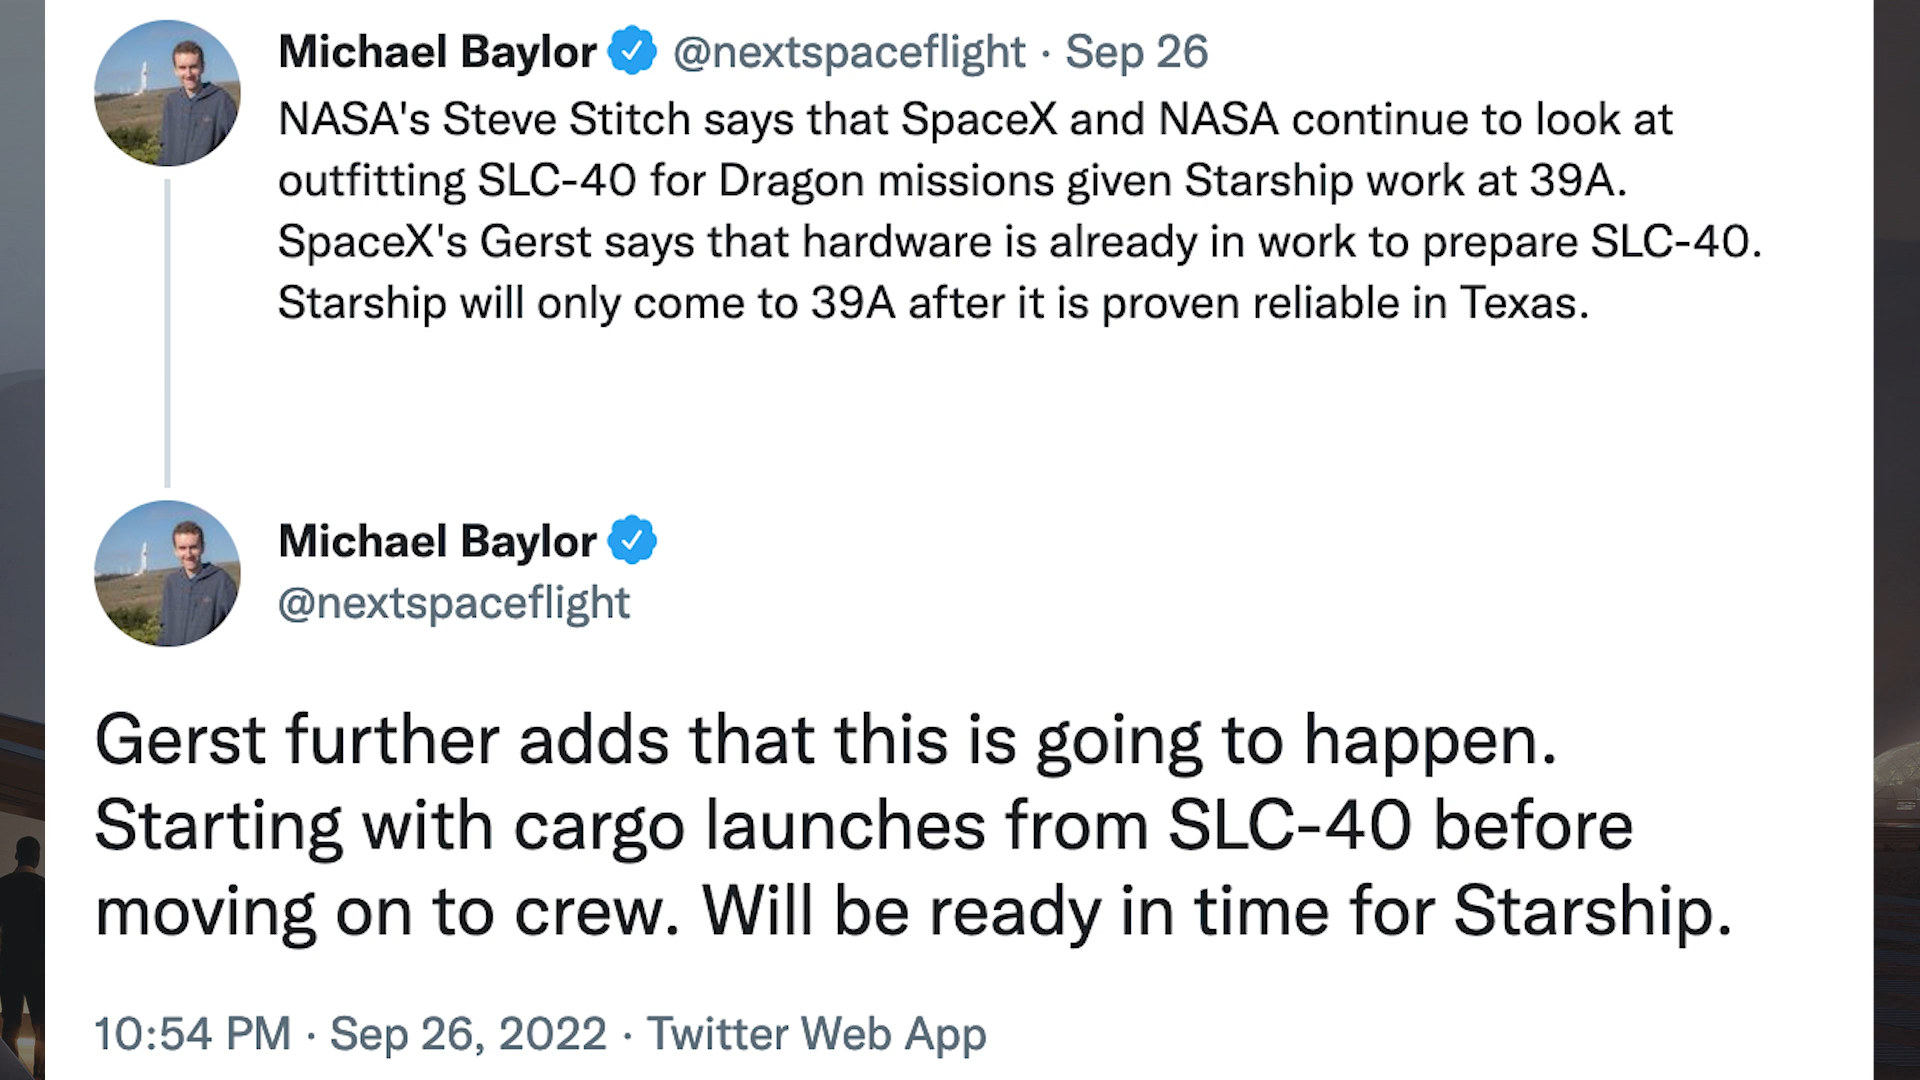 Michael Baylor @nextspaceflight · Sep 26
NASA's Steve Stitch says that SpaceX and NASA continue to look at
outfitting SLC-40 for Dragon missions given Starship work at 39A.
SpaceX's Gerst says that hardware is already in work to prepare SLC-40.
Starship will only come to 39A after it is proven reliable in Texas.
Michael Baylor
@nextspaceflight
Gerst further adds that this is going to happen.
Starting with cargo launches from SLC-40 before
moving on to crew. Will be ready in time for Starship.
10:54 PM · Sep 26, 2022 · Twitter Web App